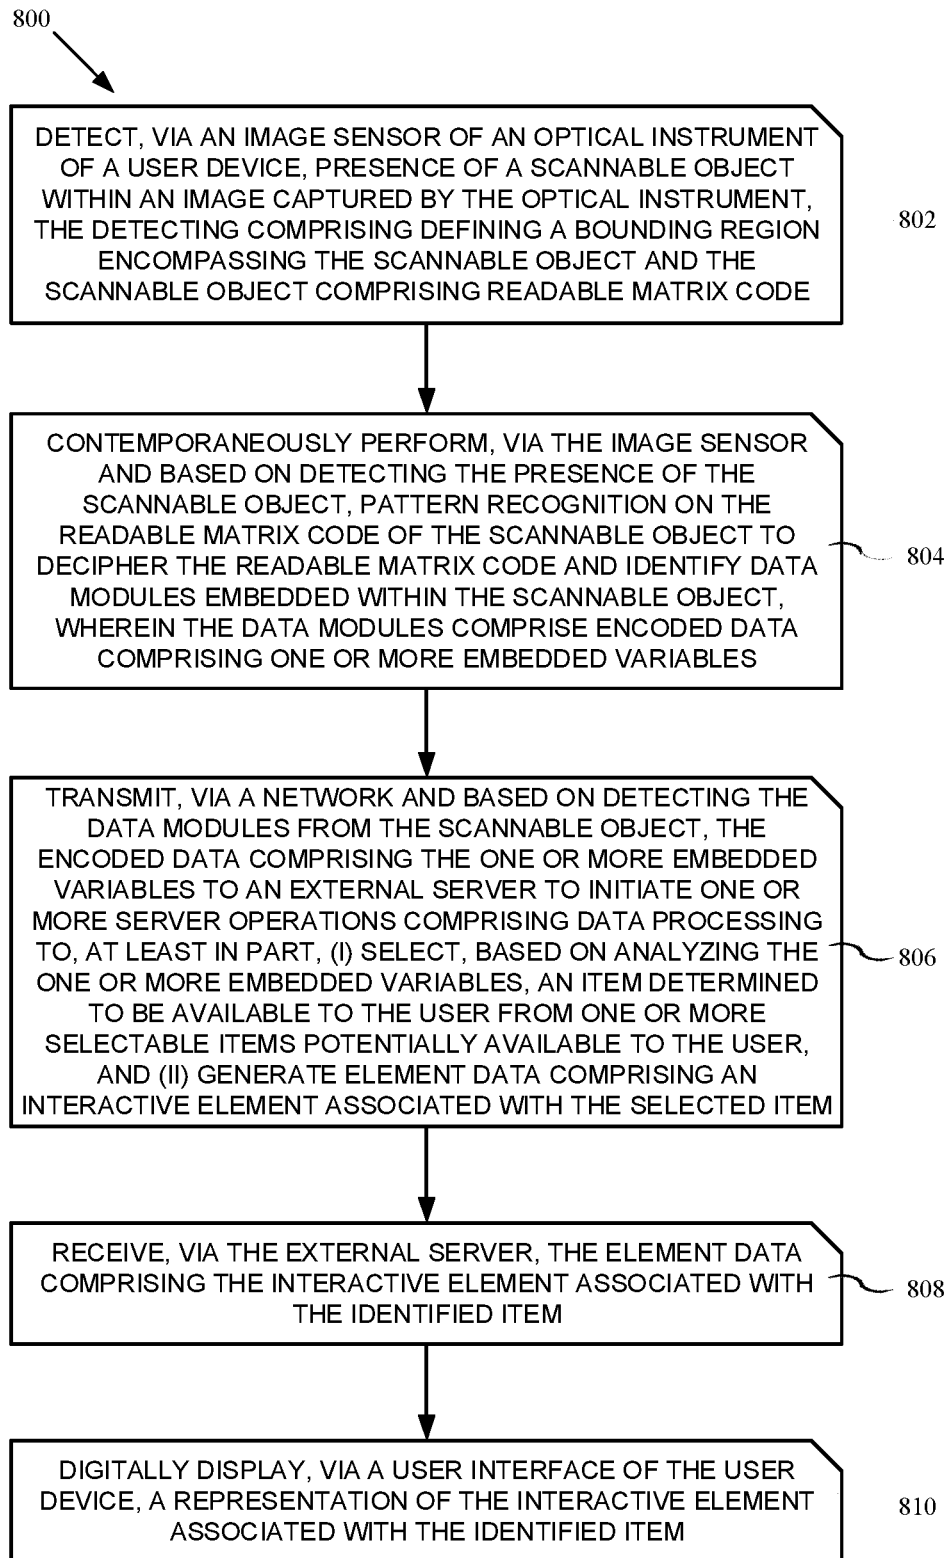 800
DETECT, VIA AN IMAGE SENSOR OF AN OPTICAL INSTRUMENT
OF A USER DEVICE, PRESENCE OF A SCANNABLE OBJECT
WITHIN AN IMAGE CAPTURED BY THE OPTICAL INSTRUMENT,
THE DETECTING COMPRISING DEFINING A BOUNDING REGION
ENCOMPASSING THE SCANNABLE OBJECT AND THE
SCANNABLE OBJECT COMPRISING READABLE MATRIX CODE
802
CONTEMPORANEOUSLY PERFORM, VIA THE IMAGE SENSOR
AND BASED ON DETECTING THE PRESENCE OF THE
SCANNABLE OBJECT, PATTERN RECOGNITION ON THE
READABLE MATRIX CODE OF THE SCANNABLE OBJECT TO
DECIPHER THE READABLE MATRIX CODE AND IDENTIFY DATA
MODULES EMBEDDED WITHIN THE SCANNABLE OBJECT,
WHEREIN THE DATA MODULES COMPRISE ENCODED DATA
COMPRISING ONE OR MORE EMBEDDED VARIABLES
804
TRANSMIT, VIA A NETWORK AND BASED ON DETECTING THE
DATA MODULES FROM THE SCANNABLE OBJECT, THE
ENCODED DATA COMPRISING THE ONE OR MORE EMBEDDED
VARIABLES TO AN EXTERNAL SERVER TO INITIATE ONE OR
MORE SERVER OPERATIONS COMPRISING DATA PROCESSING
TO, AT LEAST IN PART, (I) SELECT, BASED ON ANALYZING THE
ONE OR MORE EMBEDDED VARIABLES, AN ITEM DETERMINED
TO BE AVAILABLE TO THE USER FROM ONE OR MORE
SELECTABLE ITEMS POTENTIALLY AVAILABLE TO THE USER,
AND (II) GENERATE ELEMENT DATA COMPRISING AN
INTERACTIVE ELEMENT ASSOCIATED WITH THE SELECTED ITEM
806
RECEIVE, VIA THE EXTERNAL SERVER, THE ELEMENT DATA
COMPRISING THE INTERACTIVE ELEMENT ASSOCIATED WITH
THE IDENTIFIED ITEM
808
DIGITALLY DISPLAY, VIA A USER INTERFACE OF THE USER
DEVICE, A REPRESENTATION OF THE INTERACTIVE ELEMENT
ASSOCIATED WITH THE IDENTIFIED ITEM
810